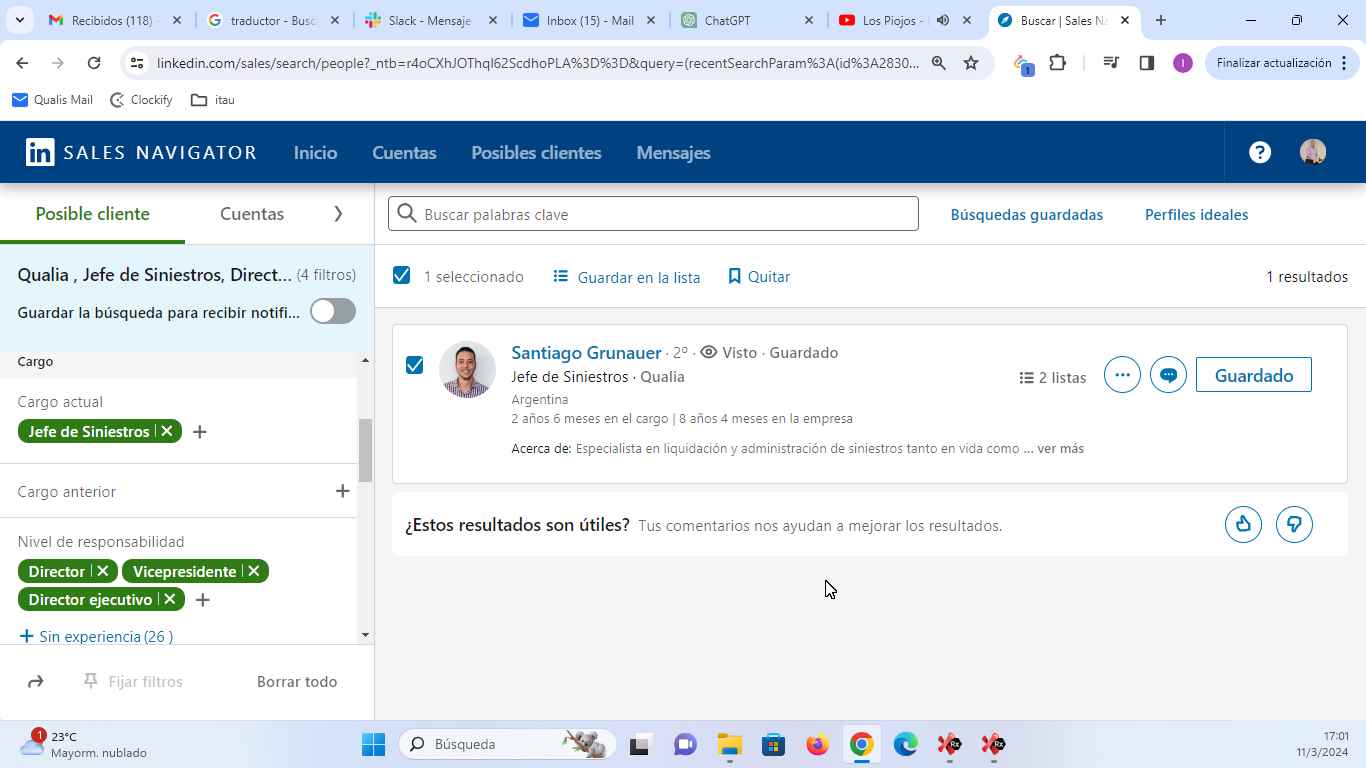 Recibidos (118)
traductor - Busc
Slack - Mensaje
Inbox (15) - Mail
ChatGPT
Los Piojos -
Buscar | Sales Na
linkedin.com/sales/search/people?_ntb=r4oCXhJOThqI62ScdhoPLA%3D%3D&query=(recentSearchParam%3A(id%3A2830...
1
I
Finalizar actualización
Qualis Mail
Clockify
itau
in SALES NAVIGATOR
Inicio
Cuentas
Posibles clientes
Mensajes
?
Posible cliente
Cuentas
Buscar palabras clave
Búsquedas guardadas
Perfiles ideales
Qualia , Jefe de Siniestros, Direct... (4 filtros)
Guardar la búsqueda para recibir notifi...
1 seleccionado
Guardar en la lista
Quitar
1 resultados
Cargo
Cargo actual
Jefe de Siniestros
Cargo anterior
Nivel de responsabilidad
Director
Vicepresidente
Director ejecutivo
+ Sin experiencia (26 )
Fijar filtros
Borrar todo
Santiago Grunauer · 2º · Visto · Guardado
Jefe de Siniestros · Qualia
Argentina
2 años 6 meses en el cargo | 8 años 4 meses en la empresa
Acerca de: Especialista en liquidación y administración de siniestros tanto en vida como ... ver más
2 listas
Guardado
¿Estos resultados son útiles? Tus comentarios nos ayudan a mejorar los resultados.
1
23°C
Mayorm. nublado
Búsqueda
Rx
Rx
17:01
11/3/2024